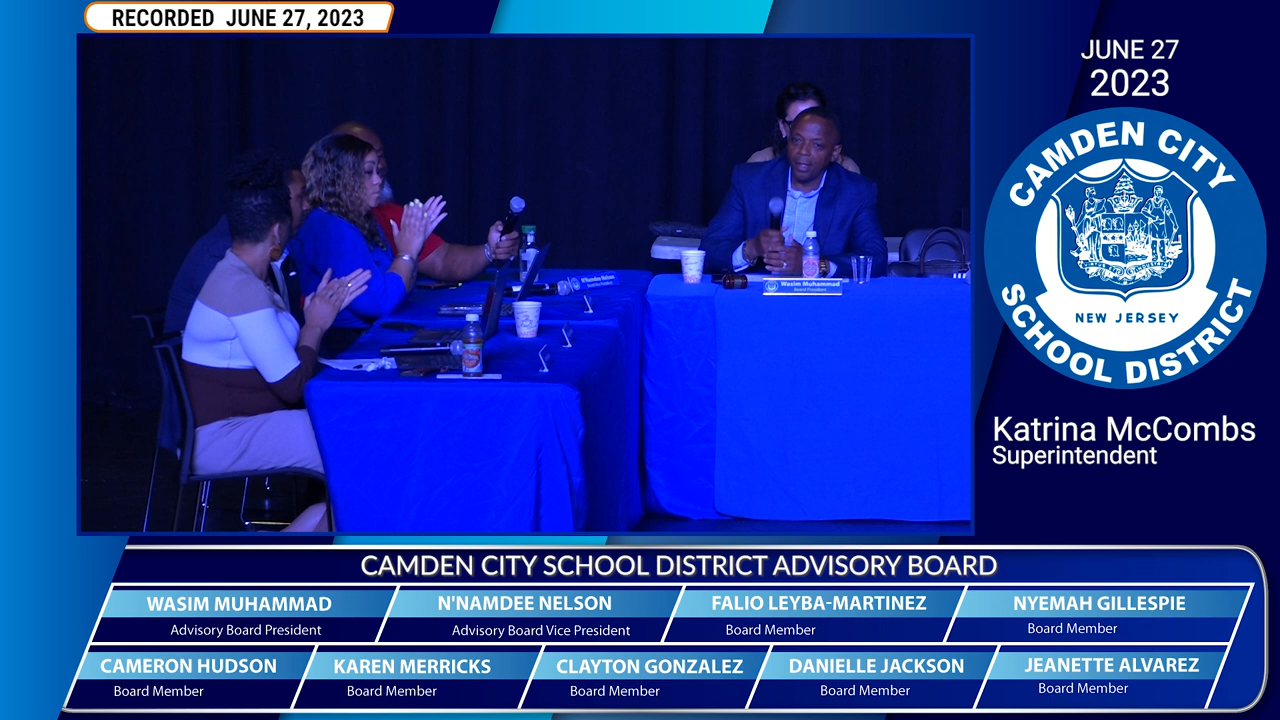 RECORDED JUNE 27, 2023
JUNE 27
2023
CAMDEN CITY
SCHOOL DISTRICT
NEW JERSEY
Katrina McCombs
Superintendent
N'Namdee Nelson
Wasim Muhammad
Board President
CAMDEN CITY SCHOOL DISTRICT ADVISORY BOARD
WASIM MUHAMMAD
Advisory Board President
N'NAMDEE NELSON
Advisory Board Vice President
FALIO LEYBA-MARTINEZ
Board Member
NYEMAH GILLESPIE
Board Member
CAMERON HUDSON
Board Member
KAREN MERRICKS
Board Member
CLAYTON GONZALEZ
Board Member
DANIELLE JACKSON
Board Member
JEANETTE ALVAREZ
Board Member